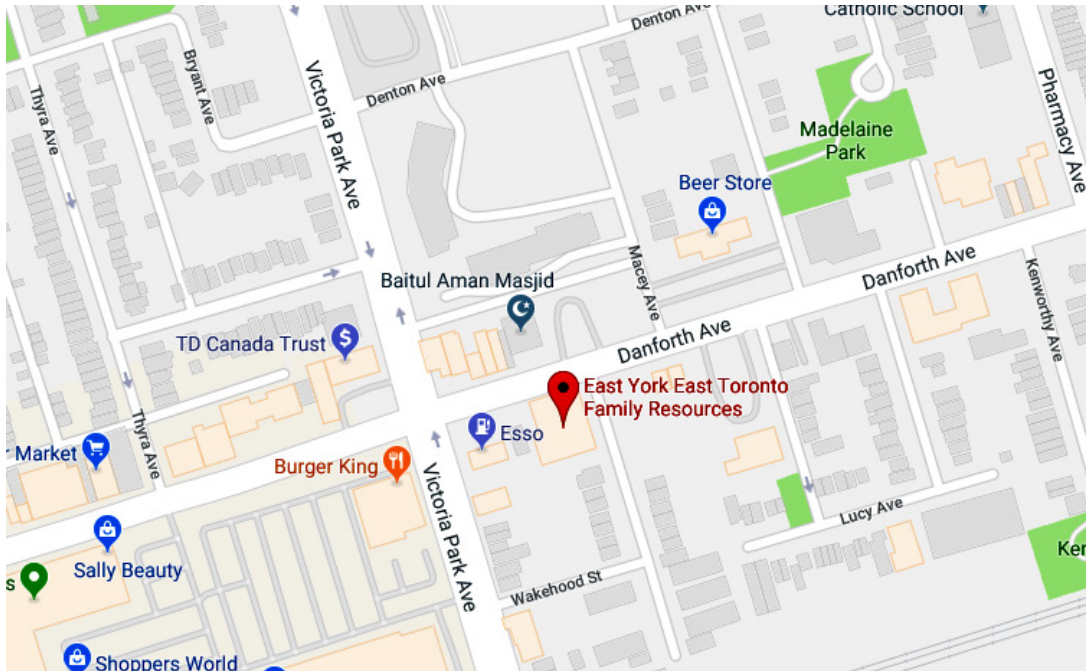 Catholic School
Denton Ave
Bryant Ave
Thyra Ave
Victoria Park Ave
Denton Ave
Pharmacy Ave
Madelaine
Park
Beer Store
Macey Ave
Danforth Ave
Kenworthy Ave
Baitul Aman Masjid
TD Canada Trust
$
Danforth Ave
East York East Toronto
Family Resources
Thyra Ave
r Market
Esso
Burger King
Victoria Park Ave
Lucy Ave
Sally Beauty
Ker
s
Wakehood St
Shoppers World